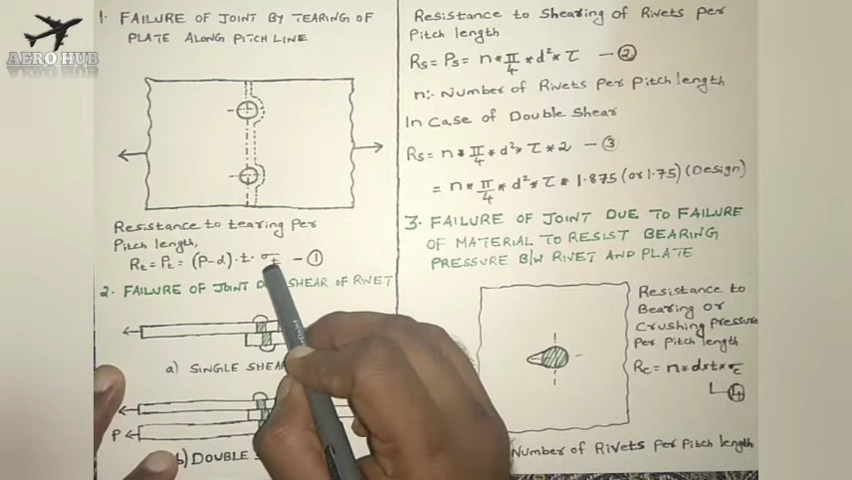 AERO HUB
1. FAILURE OF JOINT BY TEARING OF
PLATE ALONG PITCH LINE
Resistance to tearing per
Pitch length,
Rt = Pt = (P-d)·t·σt — ①
2. FAILURE OF JOINT SHEAR OF RIVET
a) SINGLE SHEA
P
b) DOUBLE S
Resistance to Shearing of Rivets per
Pitch length
Rs = Ps = n * π/4 * d² * τ — ②
n:- Number of Rivets per Pitch length
In Case of Double Shear
Rs = n * π/4 * d² * τ * 2 — ③
= n * π/4 * d² * τ * 1.875 (or 1.75) (Design)
3. FAILURE OF JOINT DUE TO FAILURE
OF MATERIAL TO RESIST BEARING
PRESSURE B/W RIVET AND PLATE
Resistance to
Bearing or
Crushing Pressure
Per Pitch length
Rc = n*d*t*σc
④
Number of Rivets Per Pitch length